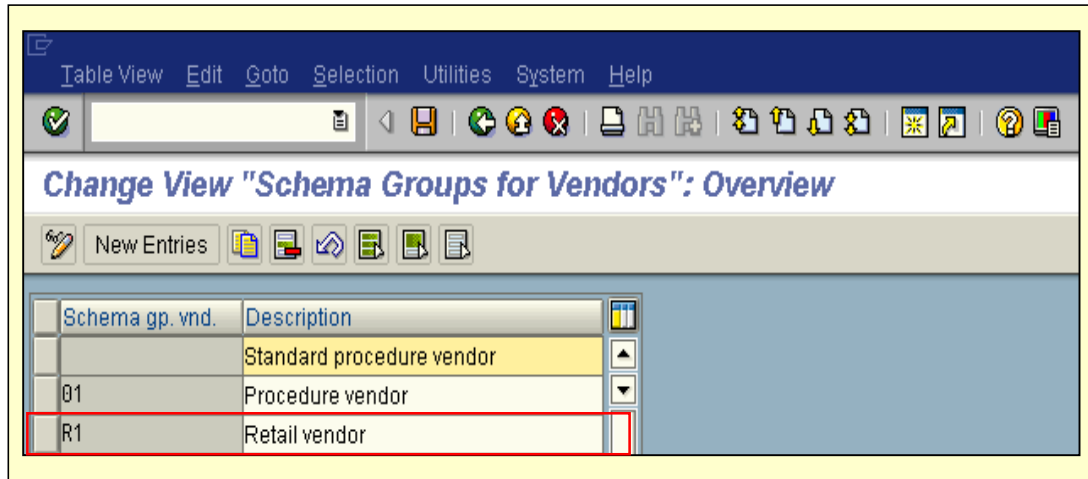 Table View Edit Goto Selection Utilities System Help
Change View "Schema Groups for Vendors": Overview
New Entries
Schema gp. vnd. Description
Standard procedure vendor
01 Procedure vendor
R1 Retail vendor